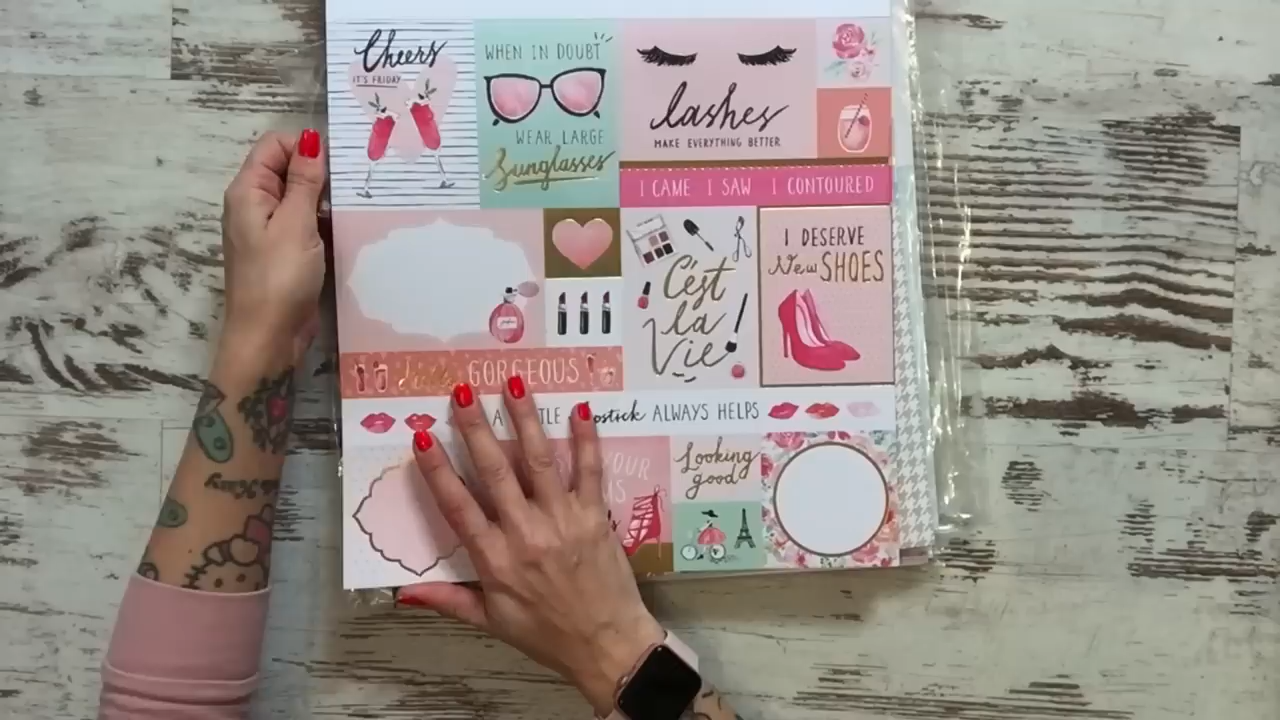 Cheers
IT'S FRIDAY
WHEN IN DOUBT
WEAR LARGE
Sunglasses
lashes
MAKE EVERYTHING BETTER
I CAME I SAW I CONTOURED
C'est
la
Vie
I DESERVE
New SHOES
GORGEOUS
A ALWAYS HELPS
YOUR
Looking
good